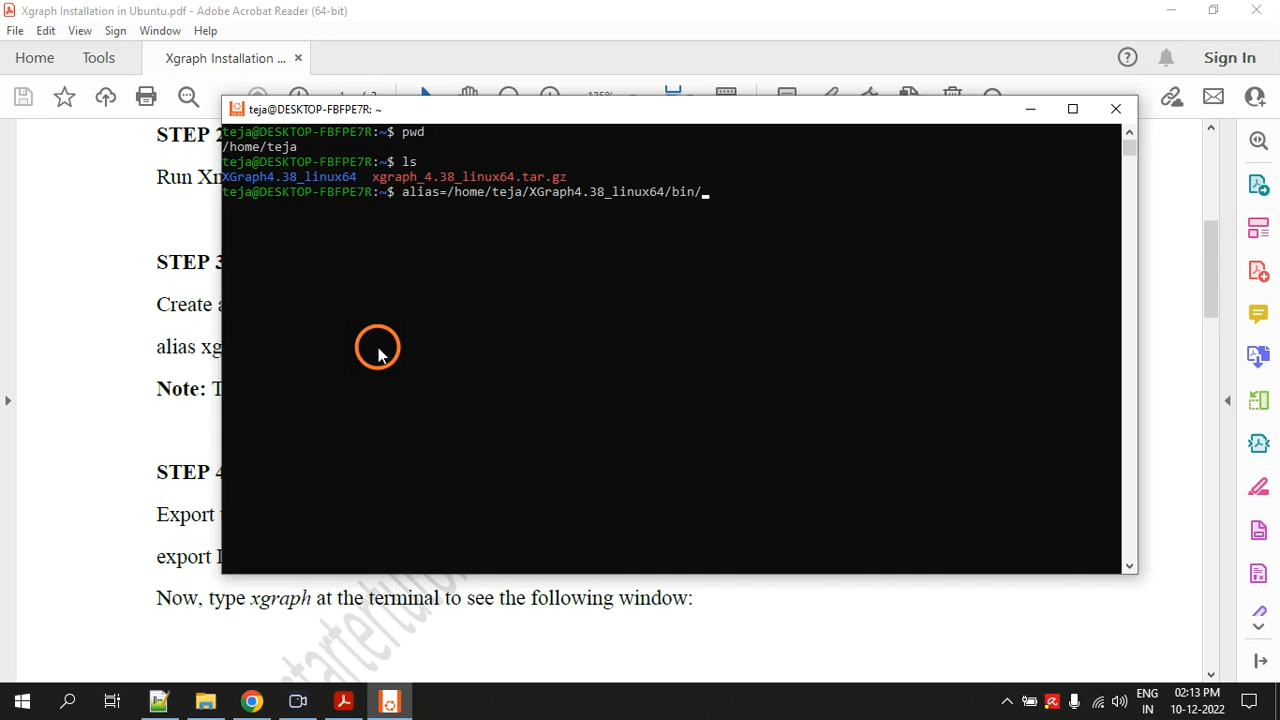 Xgraph Installation in Ubuntu.pdf - Adobe Acrobat Reader (64-bit)
File Edit View Sign Window Help
Home Tools Xgraph Installation ... × Sign In
teja@DESKTOP-FBFPE7R: ~
STEP 2
teja@DESKTOP-FBFPE7R:~$ pwd
/home/teja
teja@DESKTOP-FBFPE7R:~$ ls
Run
XGraph4.38_linux64 xgraph_4.38_linux64.tar.gz
teja@DESKTOP-FBFPE7R:~$ alias=/home/teja/XGraph4.38_linux64/bin/
STEP 3
Create
alias xg
Note:
STEP 4
Export
export
Now, type xgraph at the terminal to see the following window:
ENG 02:13 PM
IN 10-12-2022